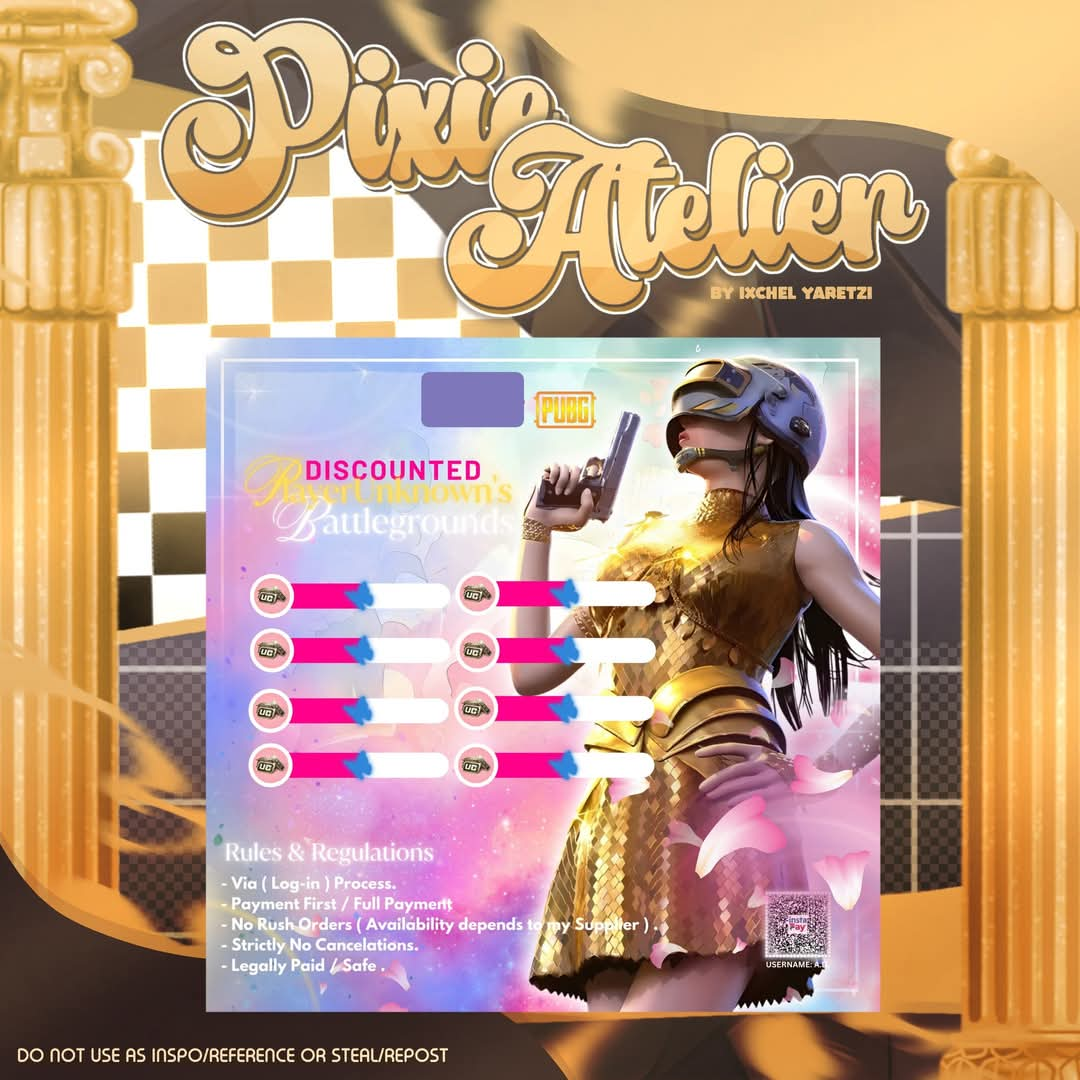 Pixie
Atelier
BY IXCHEL YARETZI
PUBG
DISCOUNTED
PlayerUnknown's
Battlegrounds
UC
UC
UC
UC
UC
UC
UC
UC
Rules & Regulations
- Via ( Log-in ) Process.
- Payment First / Full Payment
- No Rush Orders ( Availability depends to my Supplier ) .
- Strictly No Cancelations.
- Legally Paid / Safe .
insta
Pay
USERNAME: A.
DO NOT USE AS INSPO/REFERENCE OR STEAL/REPOST